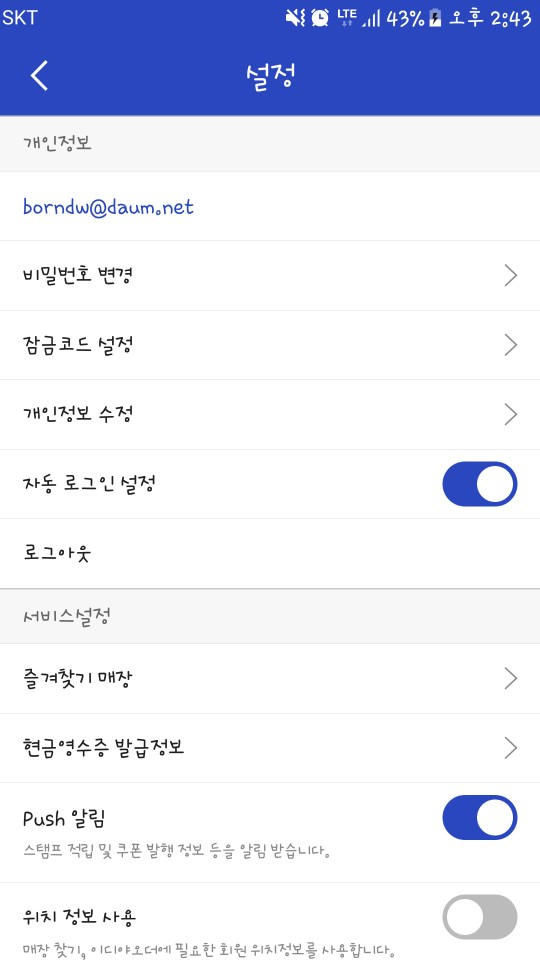 SKT LTE 43% 오후 2:43
설정
개인정보
borndw@daum.net
비밀번호 변경
잠금코드 설정
개인정보 수정
자동 로그인 설정
로그아웃
서비스설정
즐겨찾기 매장
현금영수증 발급정보
Push 알림
스탬프 적립 및 쿠폰 발행 정보 등을 알림 받습니다.
위치 정보 사용
매장 찾기, 이디야오더에 필요한 회원 위치정보를 사용합니다.